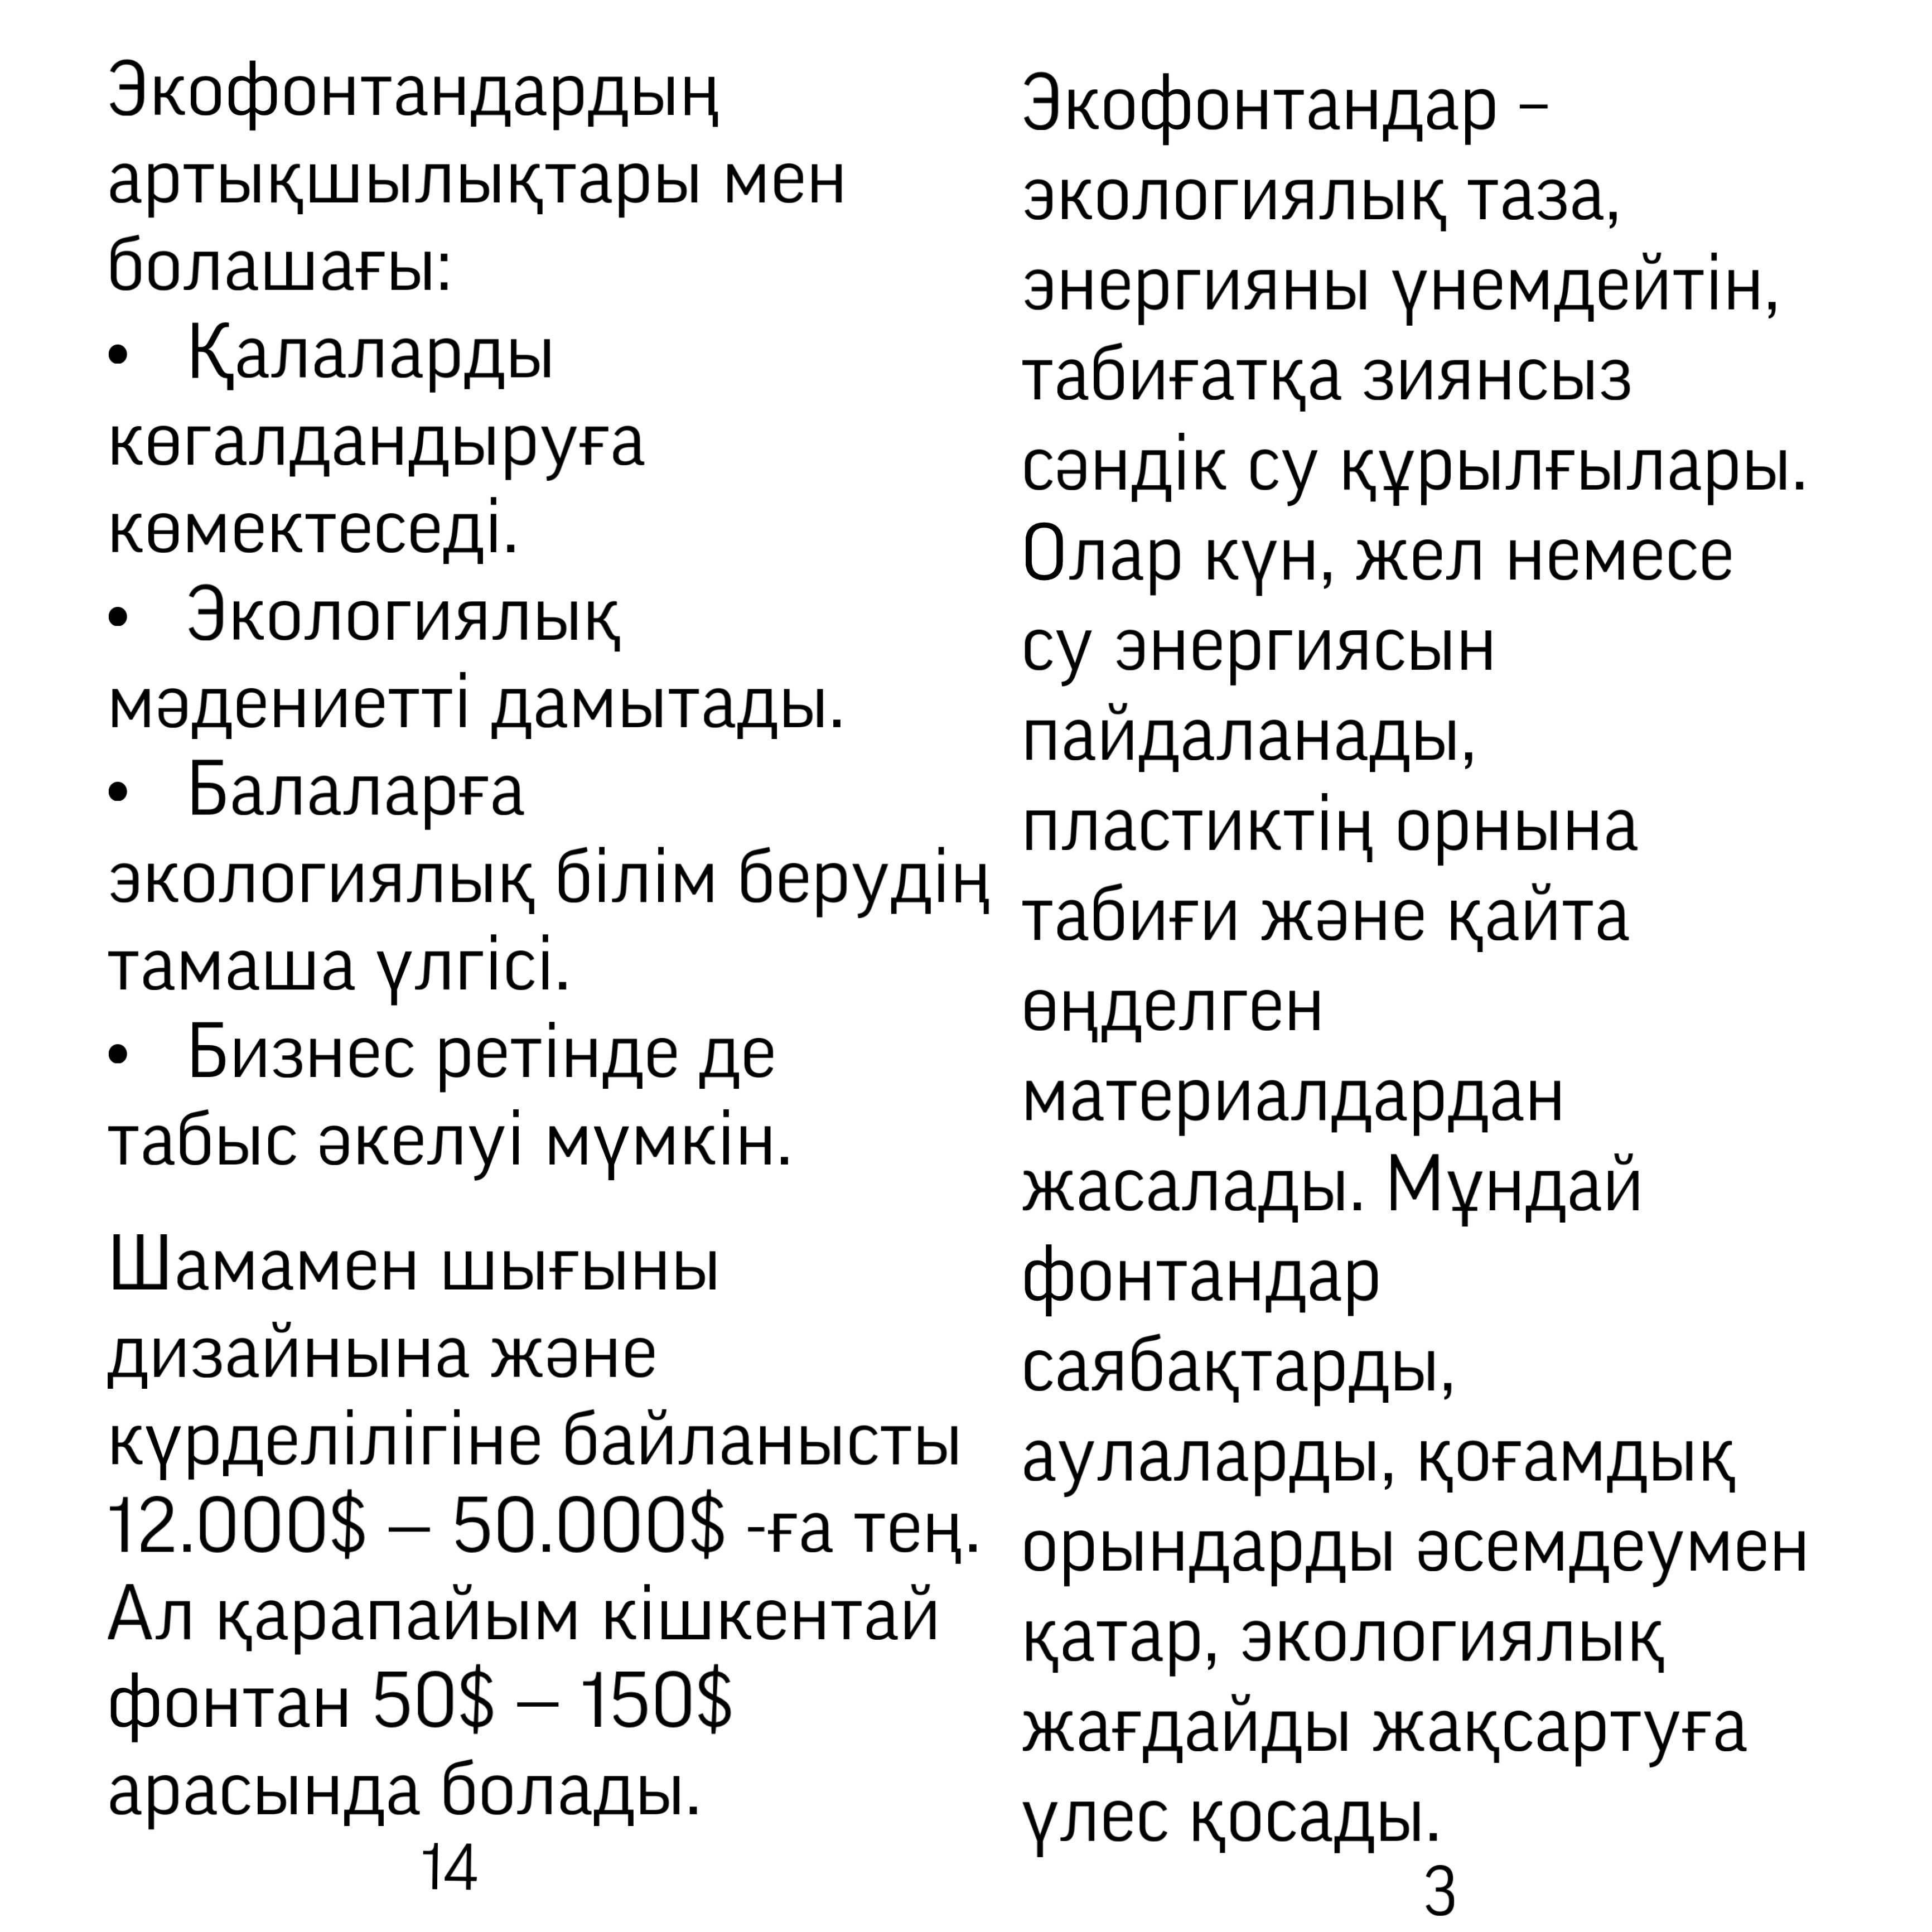 Экофонтандардың
артықшылықтары мен
болашағы:
• Қалаларды
көгалдандыруға
көмектеседі.
• Экологиялық
мәдениетті дамытады.
• Балаларға
экологиялық білім берудің
тамаша үлгісі.
• Бизнес ретінде де
табыс әкелуі мүмкін.
Шамамен шығыны
дизайнына және
күрделілігіне байланысты
12.000$ — 50.000$ -ға тең.
Ал қарапайым кішкентай
фонтан 50$ — 150$
арасында болады.
14
Экофонтандар –
экологиялық таза,
энергияны үнемдейтін,
табиғатқа зиянсыз
сәндік су құрылғылары.
Олар күн, жел немесе
су энергиясын
пайдаланады,
пластиктің орнына
табиғи және қайта
өңделген
материалдардан
жасалады. Мұндай
фонтандар
саябақтарды,
аулаларды, қоғамдық
орындарды әсемдеумен
қатар, экологиялық
жағдайды жақсартуға
үлес қосады.
3